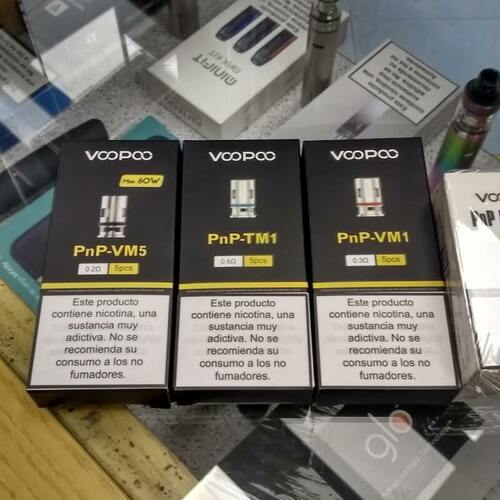 VOOPOO
Max 60W
PnP-VM5
0.2Ω 5pcs
Este producto
contiene nicotina, una
sustancia muy
adictiva. No se
recomienda su
consumo a los no
fumadores.
VOOPOO
PnP-TM1
0.6Ω 5pcs
Este producto
contiene nicotina, una
sustancia muy
adictiva. No se
recomienda su
consumo a los no
fumadores.
VOOPOO
PnP-VM1
0.3Ω 5pcs
Este producto
contiene nicotina, una
sustancia muy
adictiva. No se
recomienda su
consumo a los no
fumadores.
MINIFIT
glo